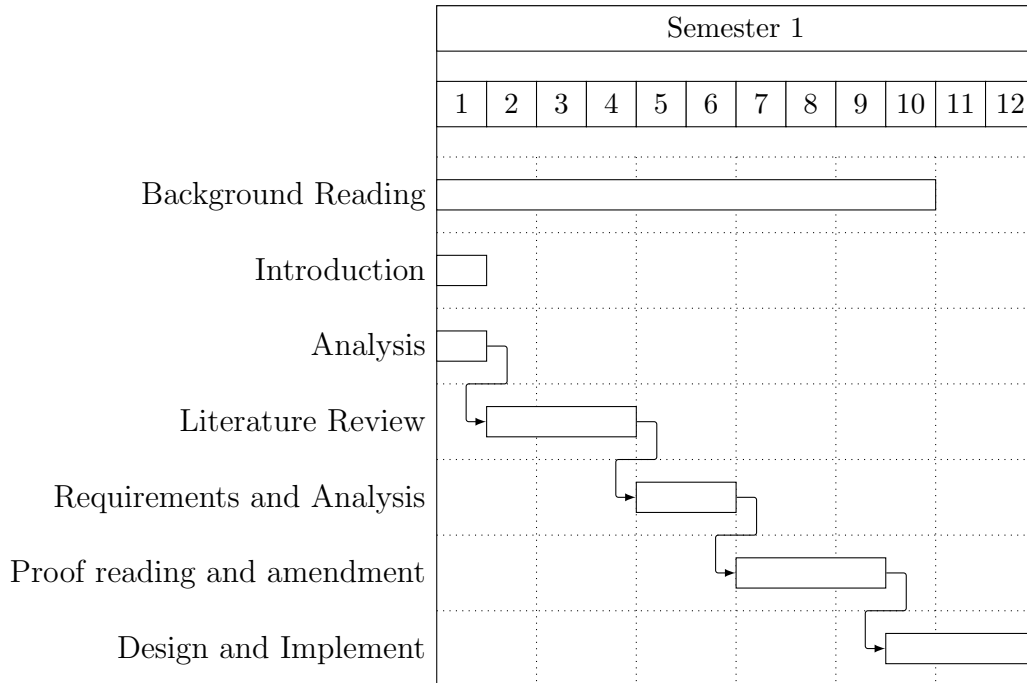 Semester 1
1 2 3 4 5 6 7 8 9 10 11 12
Background Reading
Introduction
Analysis
Literature Review
Requirements and Analysis
Proof reading and amendment
Design and Implement